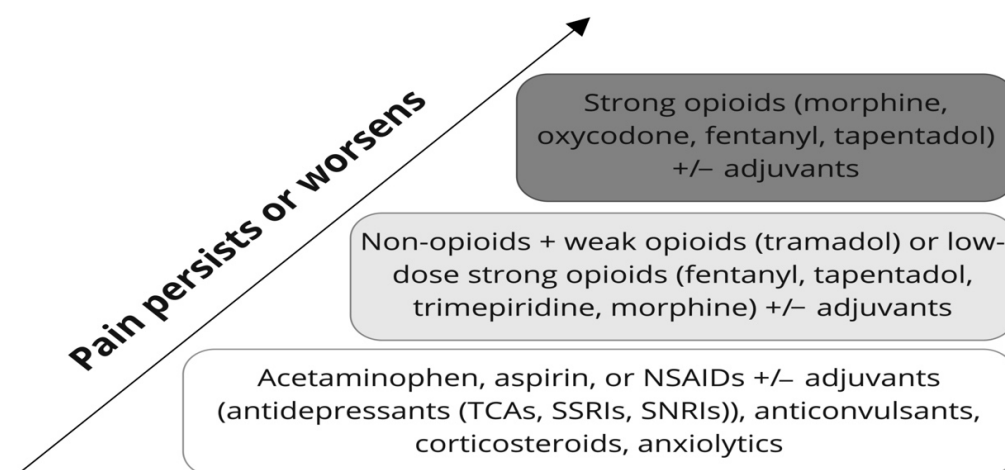 Pain persists or worsens
Strong opioids (morphine,
oxycodone, fentanyl, tapentadol)
+/– adjuvants
Non-opioids + weak opioids (tramadol) or low-
dose strong opioids (fentanyl, tapentadol,
trimepiridine, morphine) +/– adjuvants
Acetaminophen, aspirin, or NSAIDs +/– adjuvants
(antidepressants (TCAs, SSRIs, SNRIs)), anticonvulsants,
corticosteroids, anxiolytics